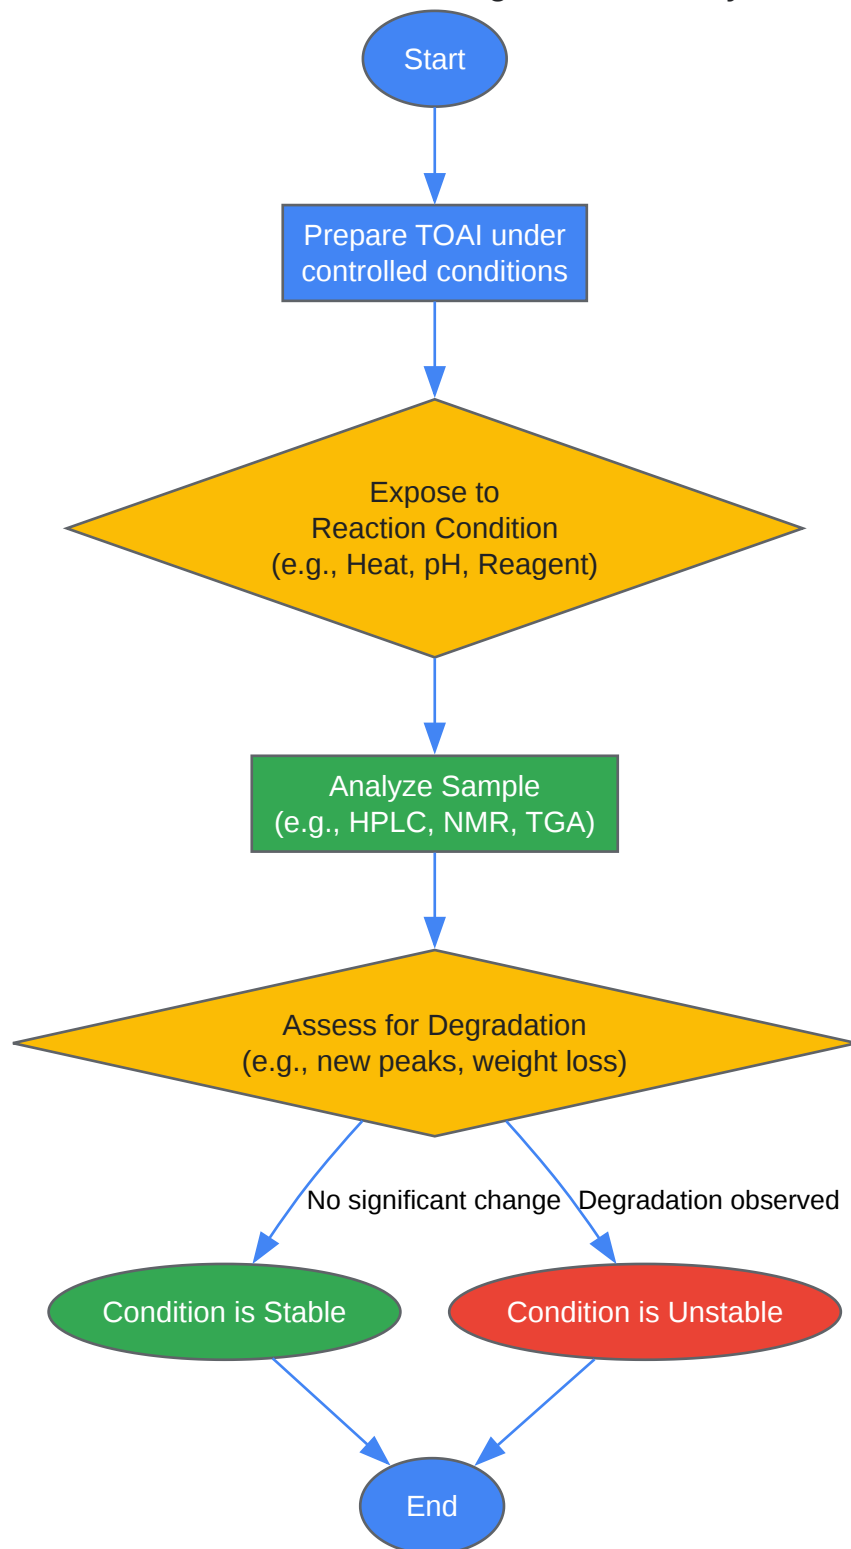 Start
Prepare TOAI under
controlled conditions
Expose to
Reaction Condition
(e.g., Heat, pH, Reagent)
Analyze Sample
(e.g., HPLC, NMR, TGA)
Assess for Degradation
(e.g., new peaks, weight loss)
No significant change
Degradation observed
Condition is Stable
Condition is Unstable
End